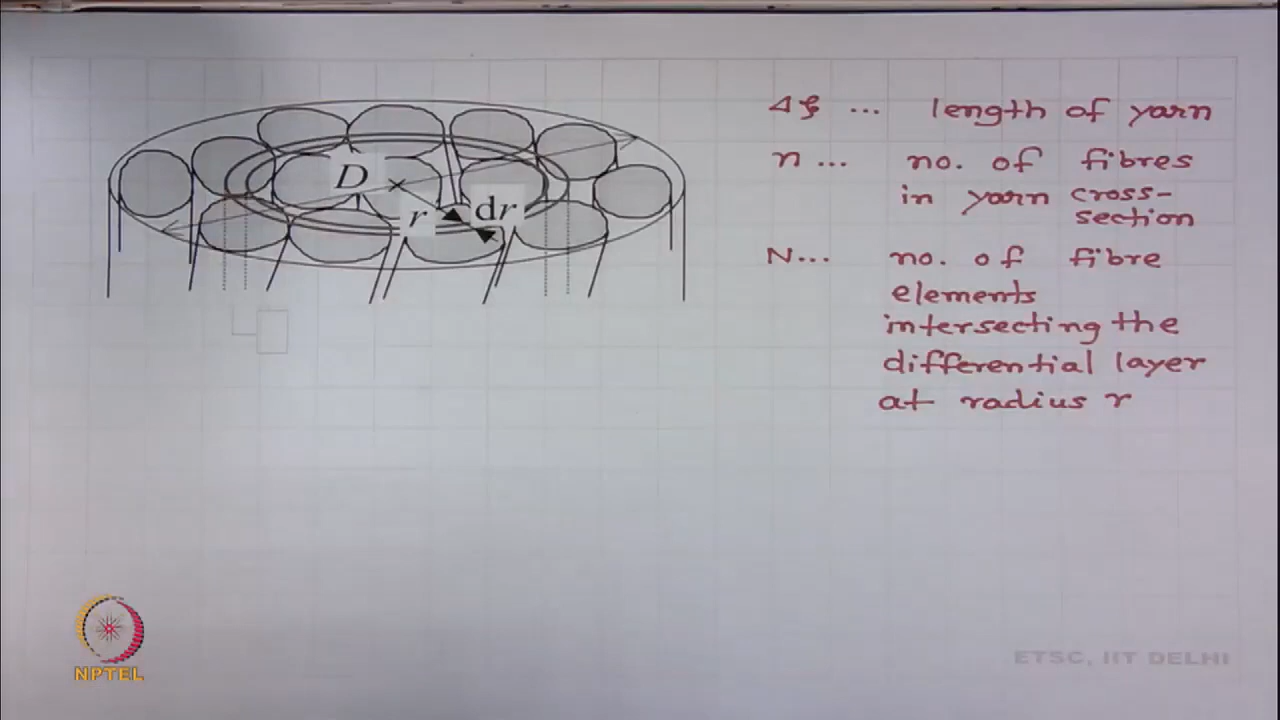 D
r
dr
Δξ ... length of yarn
n ... no. of fibres
in yarn cross-
section
N... no. of fibre
elements
intersecting the
differential layer
at radius r
NPTEL
ETSC, IIT DELHI